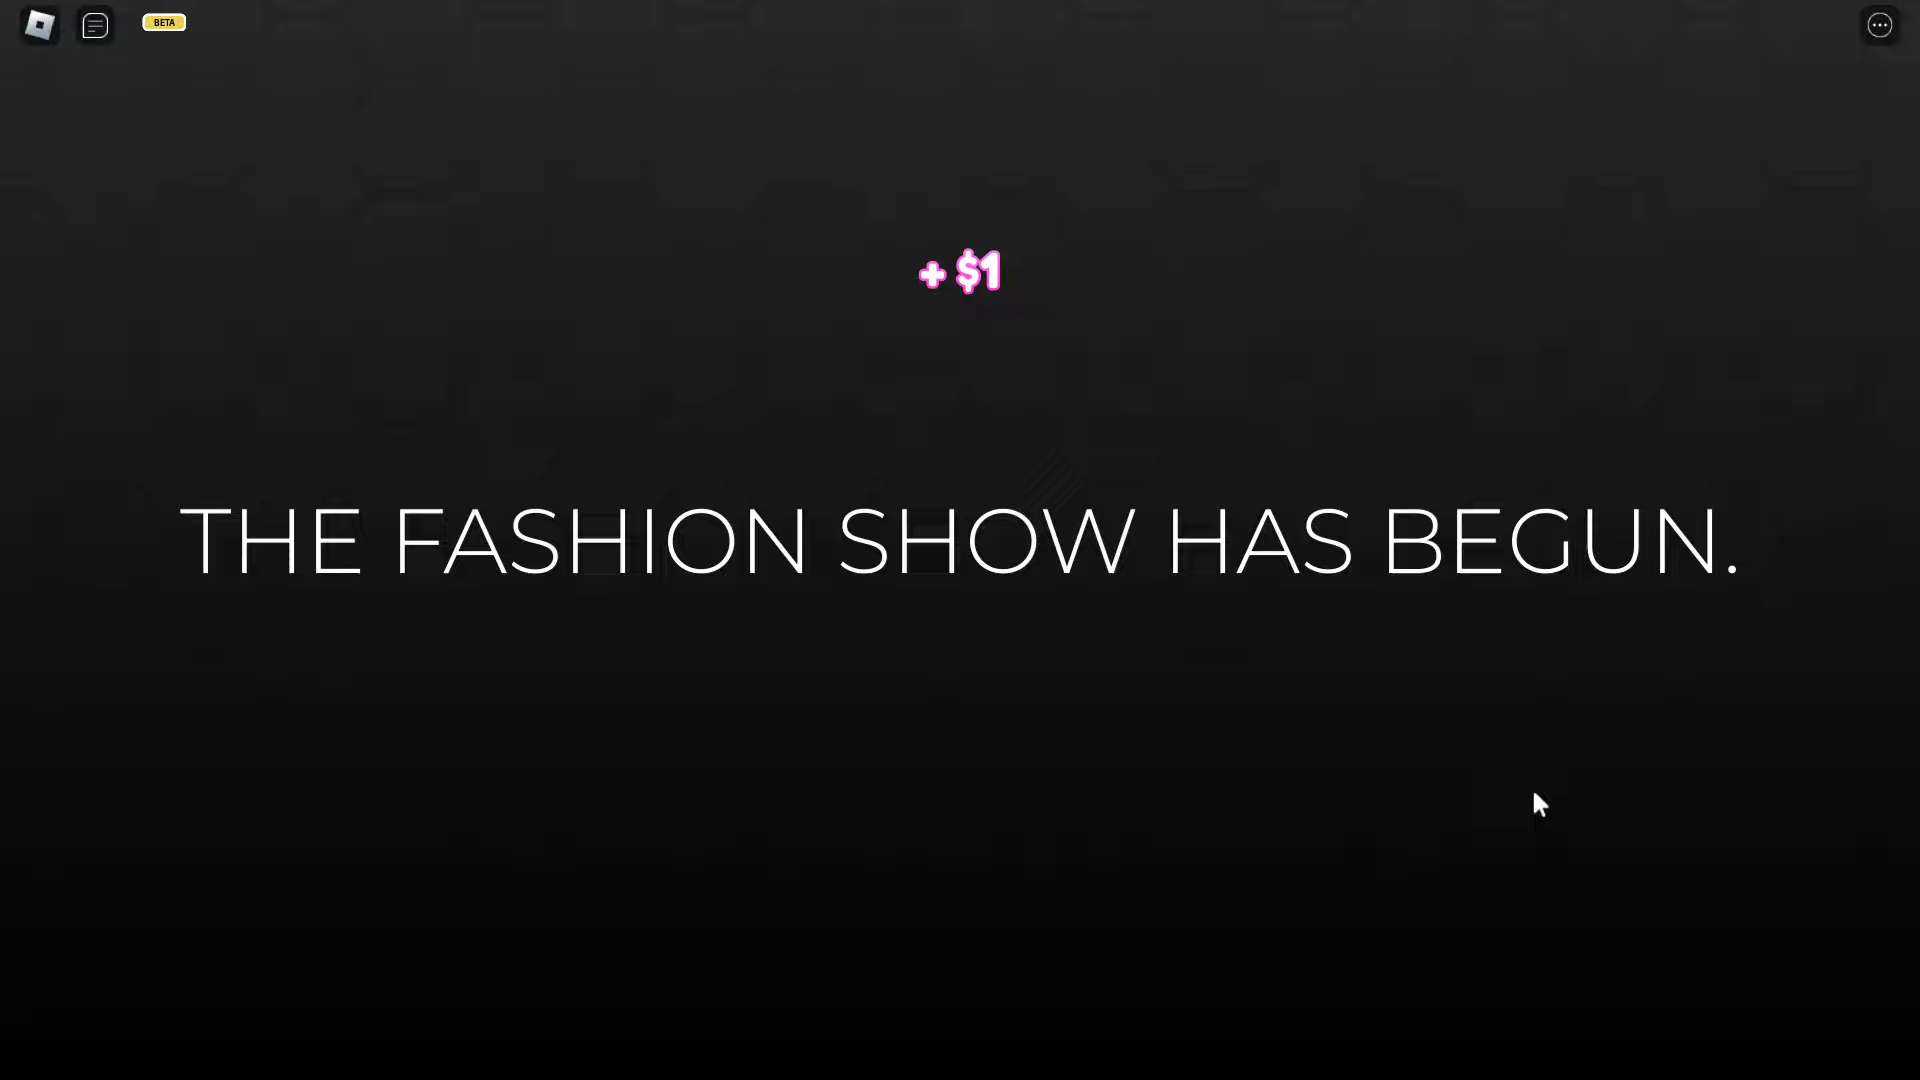 BETA
+ $1
THE FASHION SHOW HAS BEGUN.